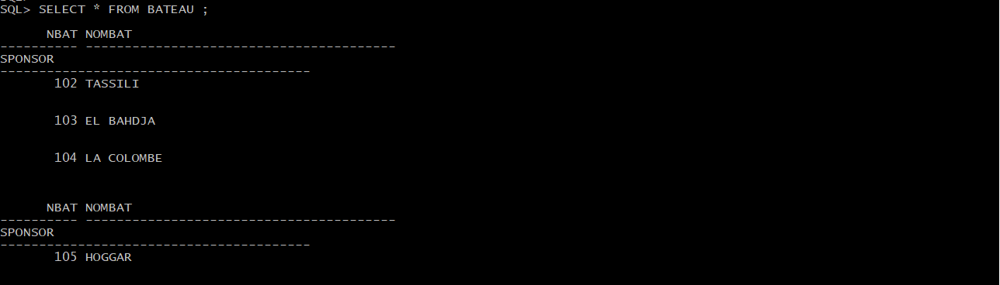 SQL> SELECT * FROM BATEAU ;
NBAT NOMBAT
---------- ----------------------------------------
SPONSOR
----------------------------------------
102 TASSILI
103 EL BAHDJA
104 LA COLOMBE
NBAT NOMBAT
---------- ----------------------------------------
SPONSOR
----------------------------------------
105 HOGGAR